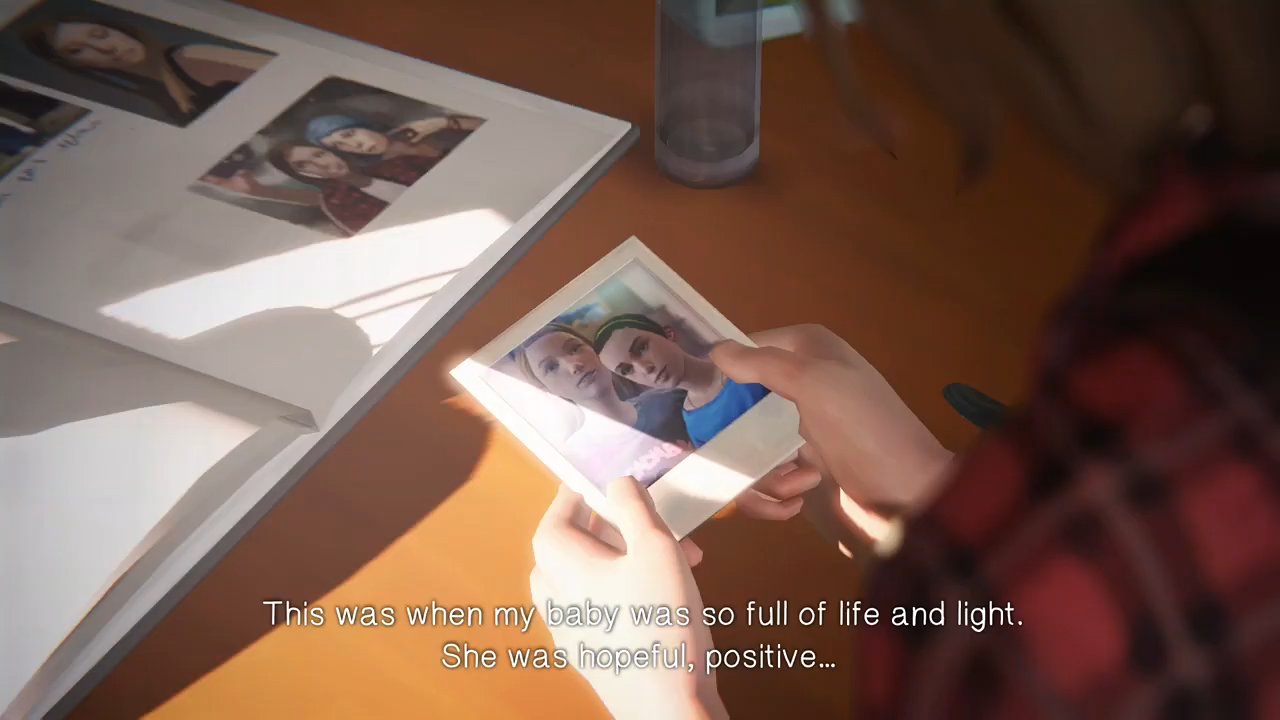 This was when my baby was so full of life and light.
She was hopeful, positive...